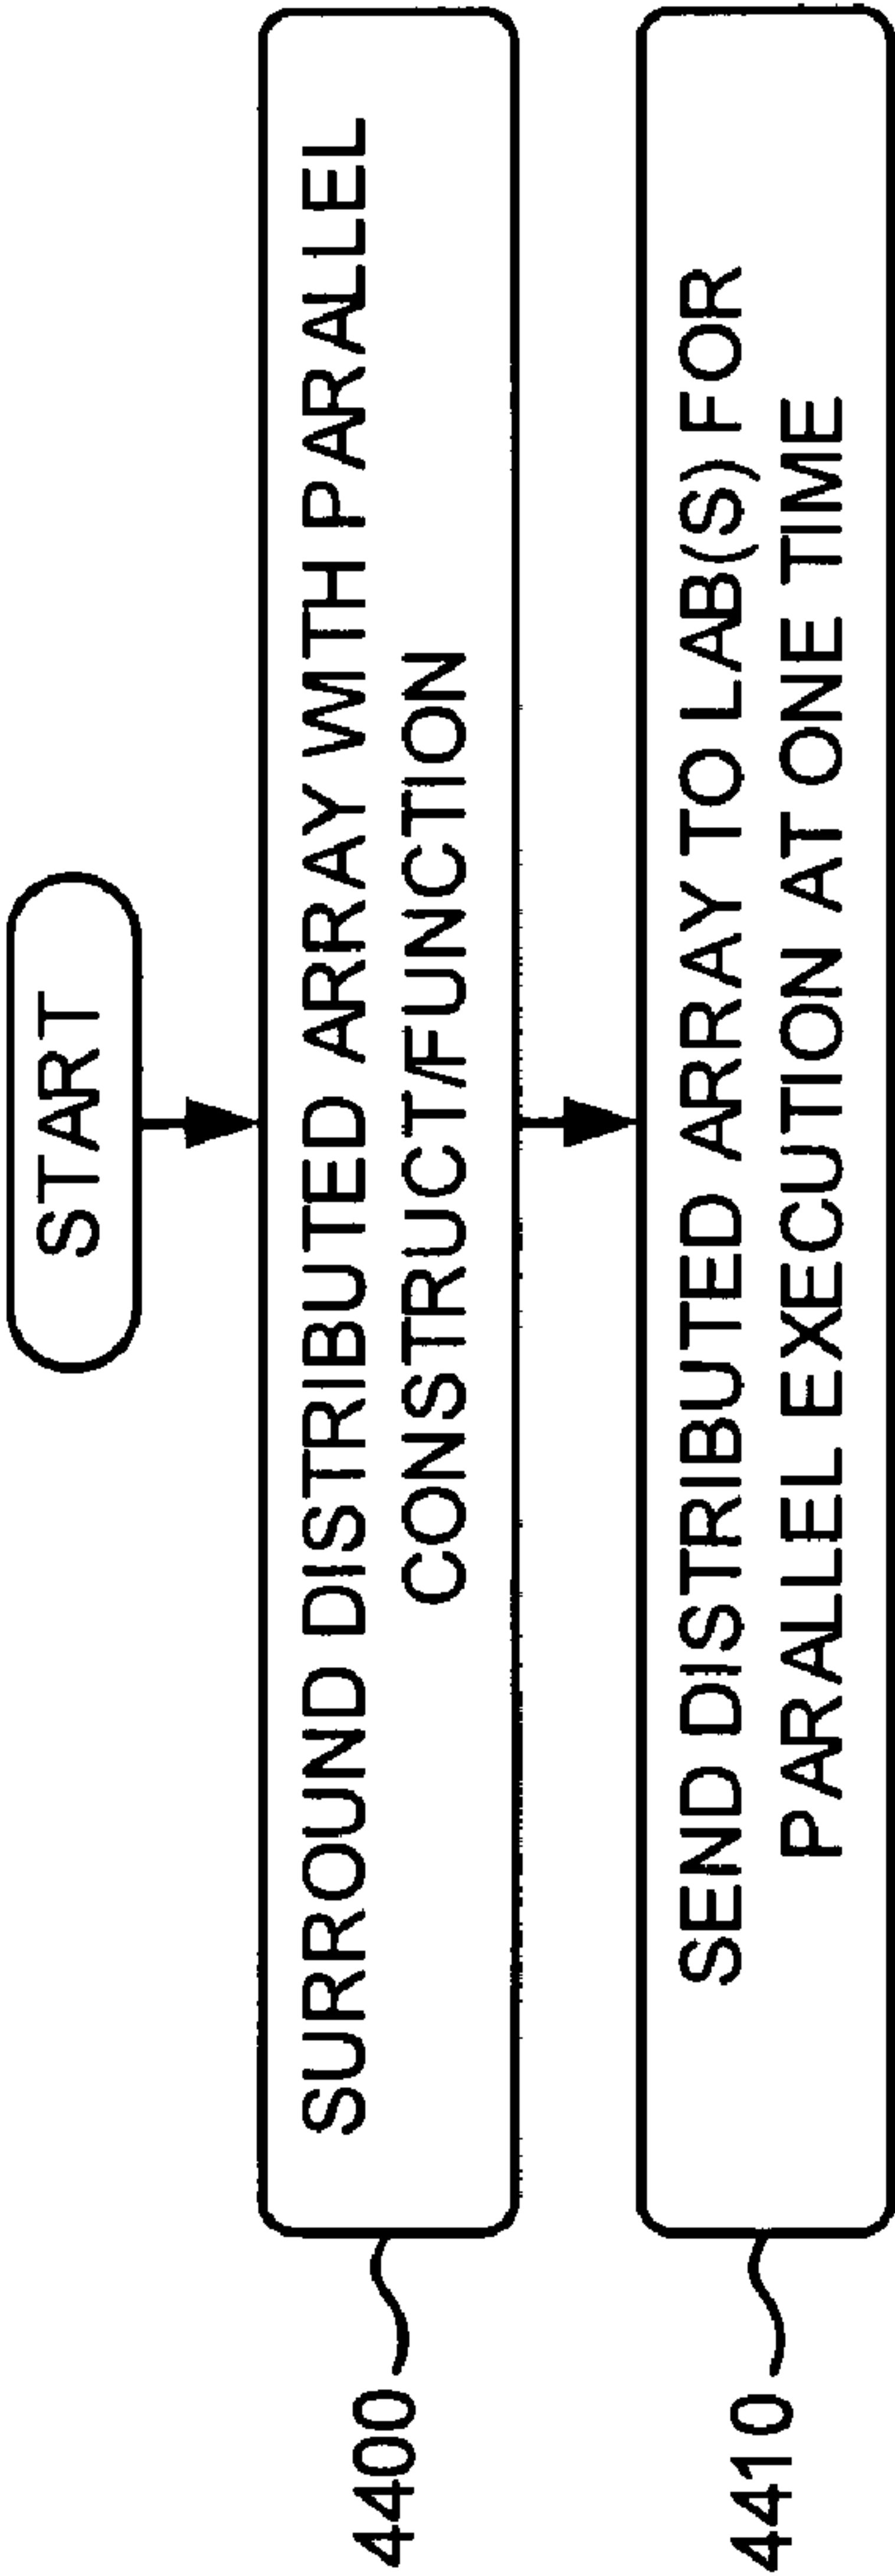 START
SURROUND DISTRIBUTED ARRAY WITH PARALLEL
CONSTRUCT/FUNCTION
4400
SEND DISTRIBUTED ARRAY TO LAB(S) FOR
PARALLEL EXECUTION AT ONE TIME
4410